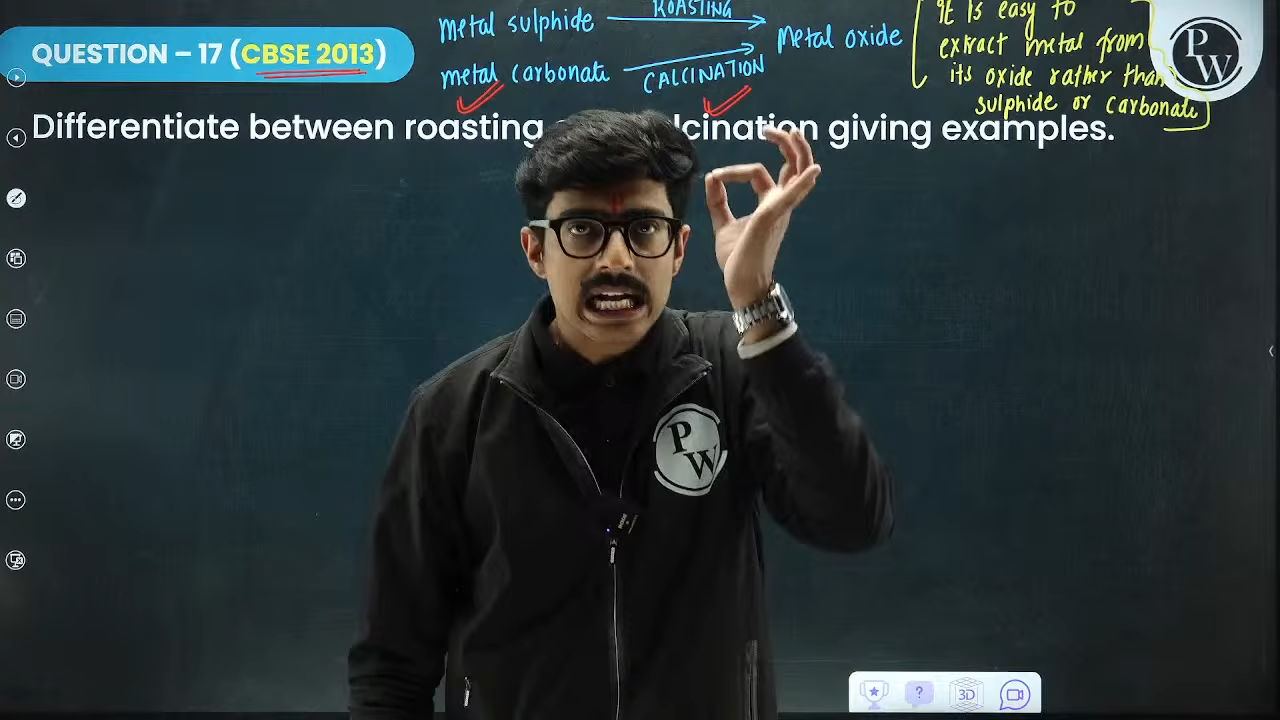 metal sulphide ROASTING
metal carbonate CALCINATION
Metal oxide
It is easy to
extract metal from
its oxide rather than
sulphide or carbonate
QUESTION – 17 (CBSE 2013)
PW
Differentiate between roasting lcination giving examples.
PW
3D